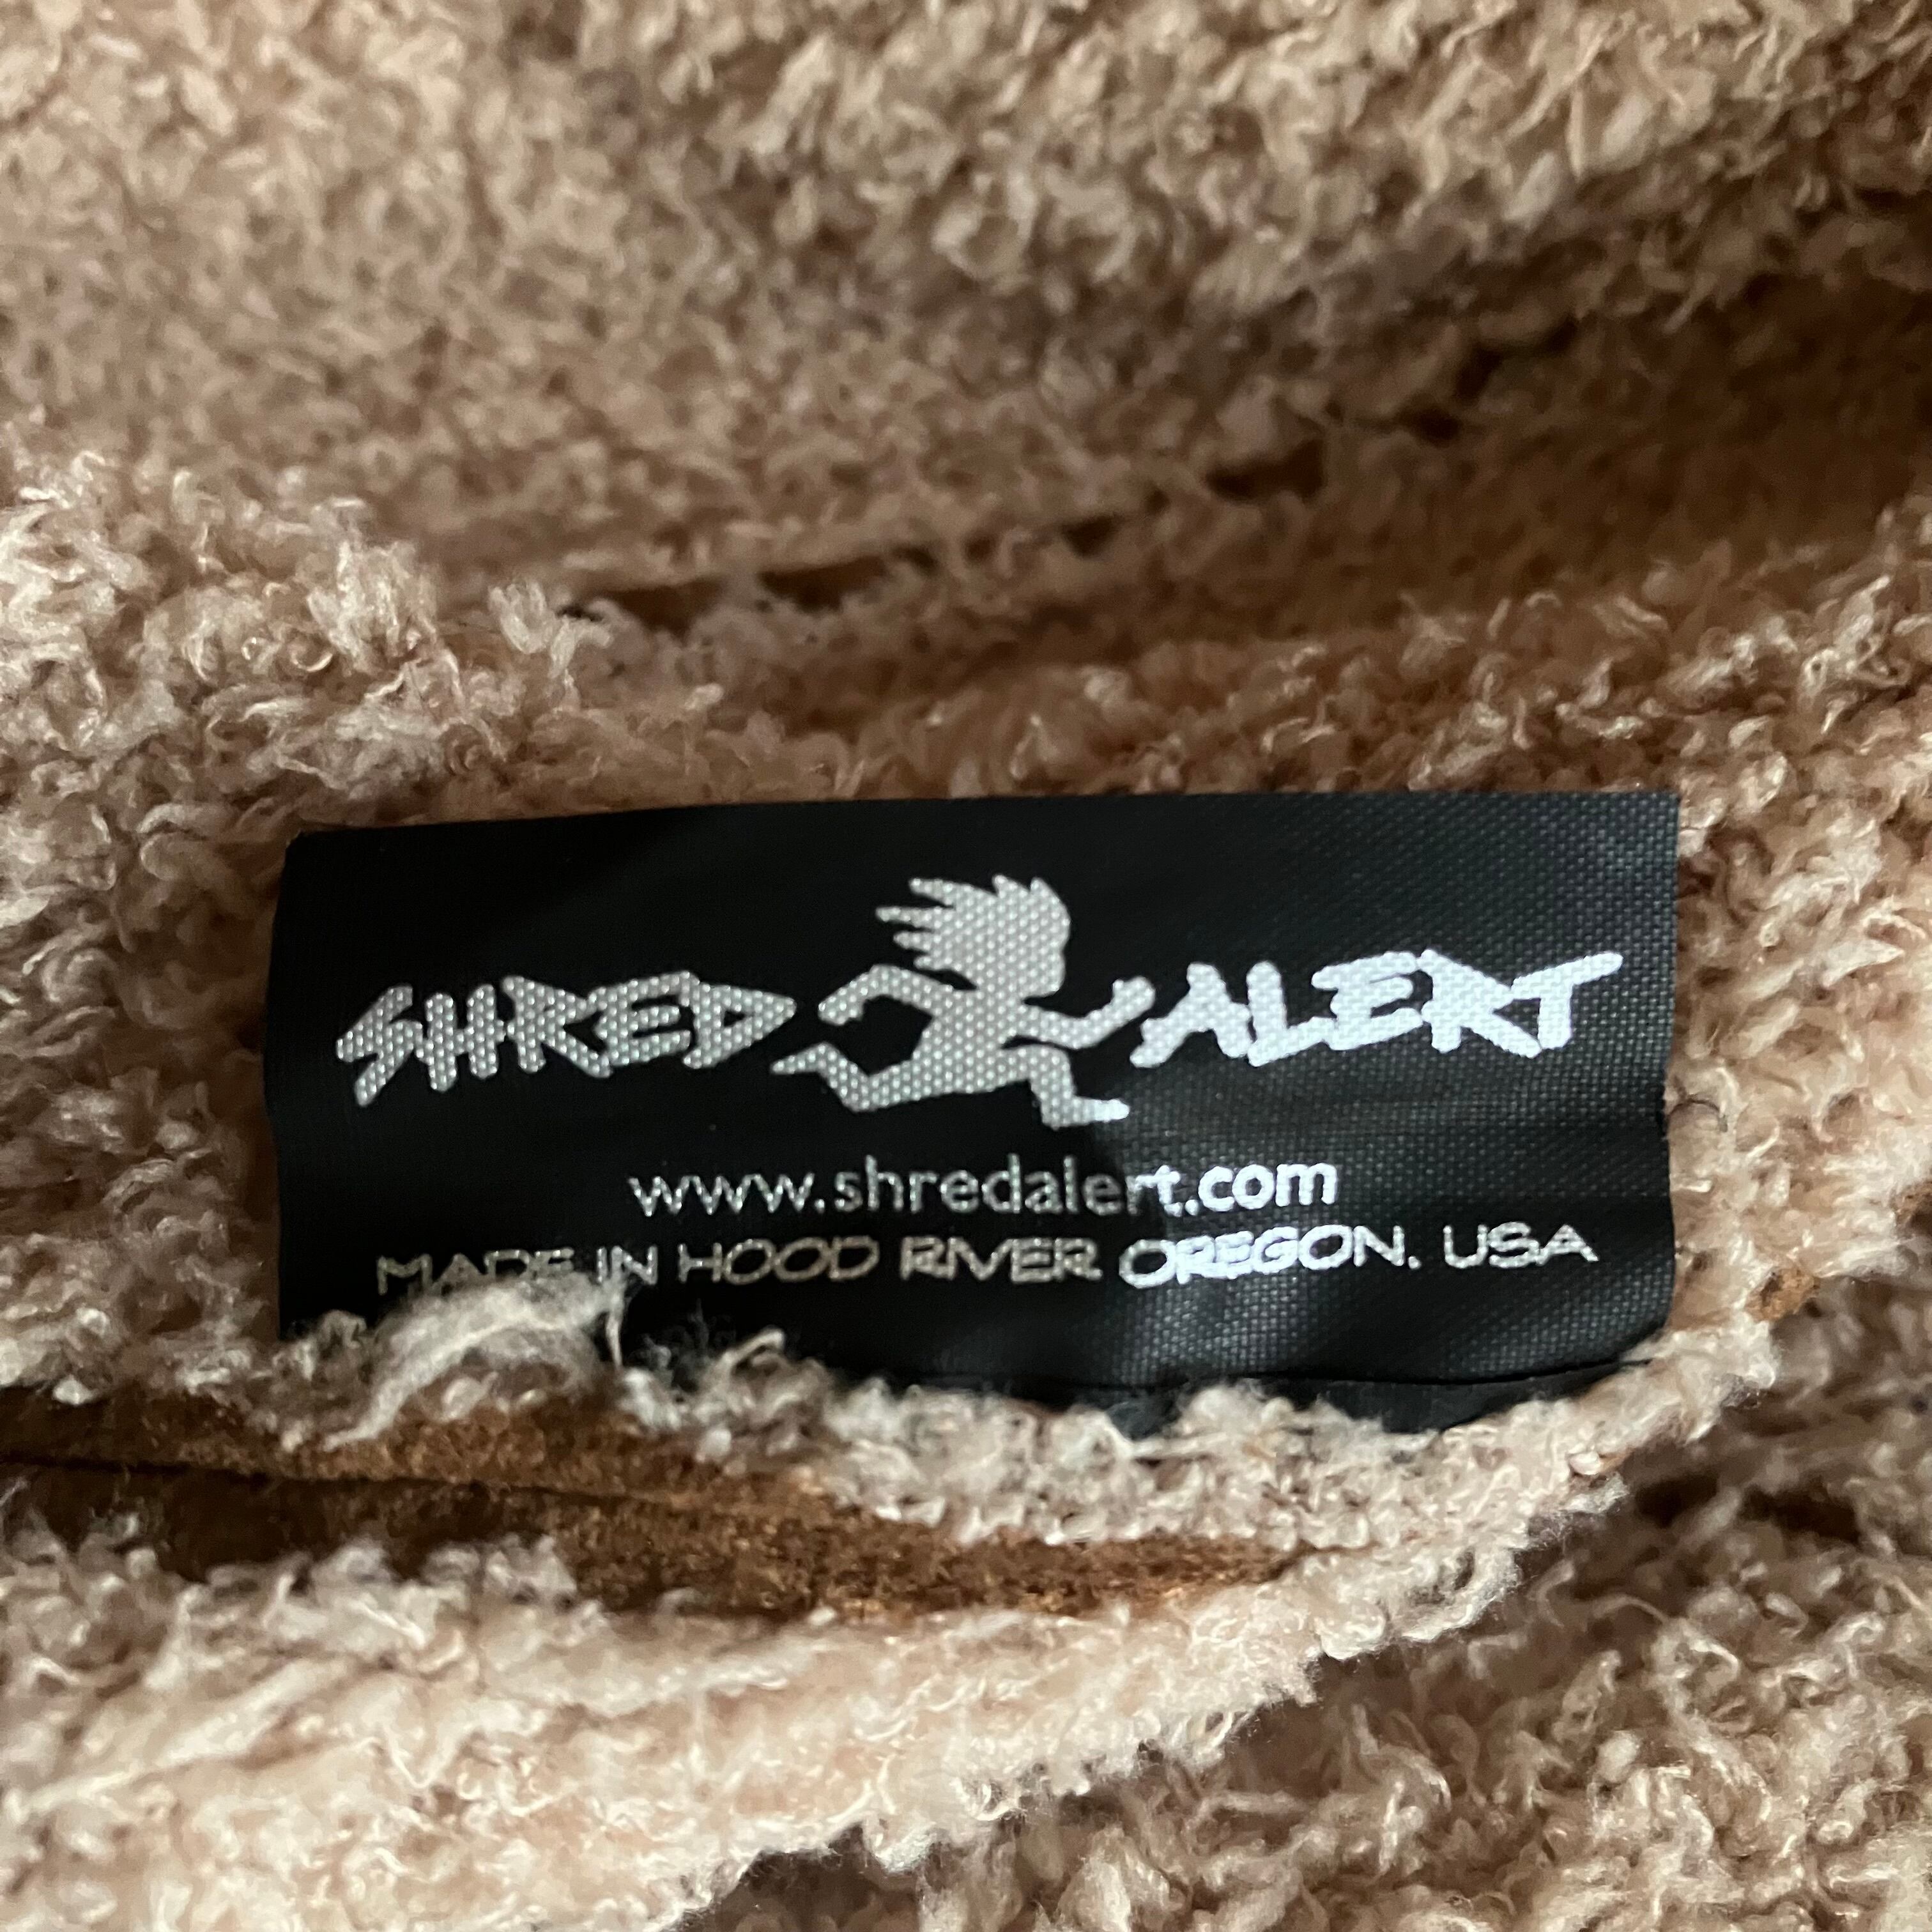 SHRED ALERT
www.shredalert.com
MADE IN HOOD RIVER OREGON. USA